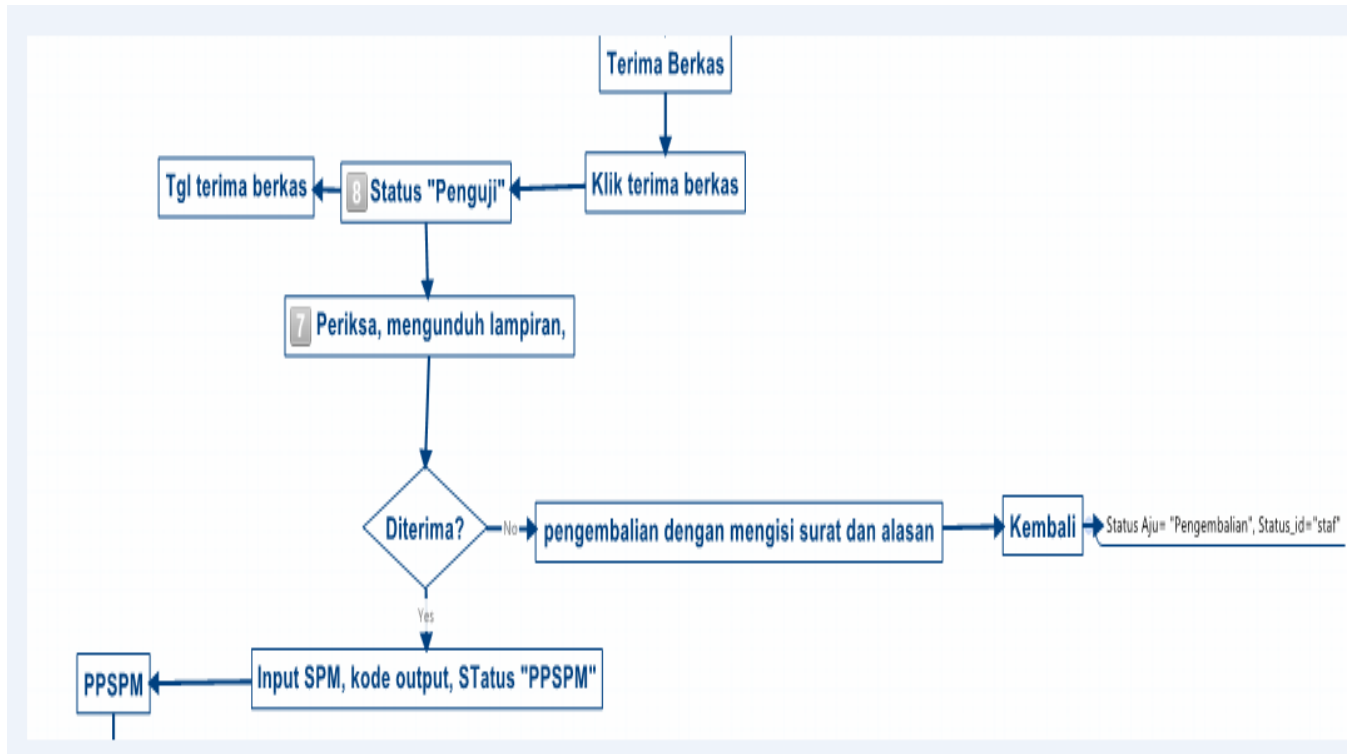 Terima Berkas
Klik terima berkas
8 Status "Penguji"
Tgl terima berkas
7 Periksa, mengunduh lampiran,
Diterima?
No
pengembalian dengan mengisi surat dan alasan
Kembali
Status Aju= "Pengembalian", Status_id="staf"
Yes
Input SPM, kode output, STatus "PPSPM"
PPSPM